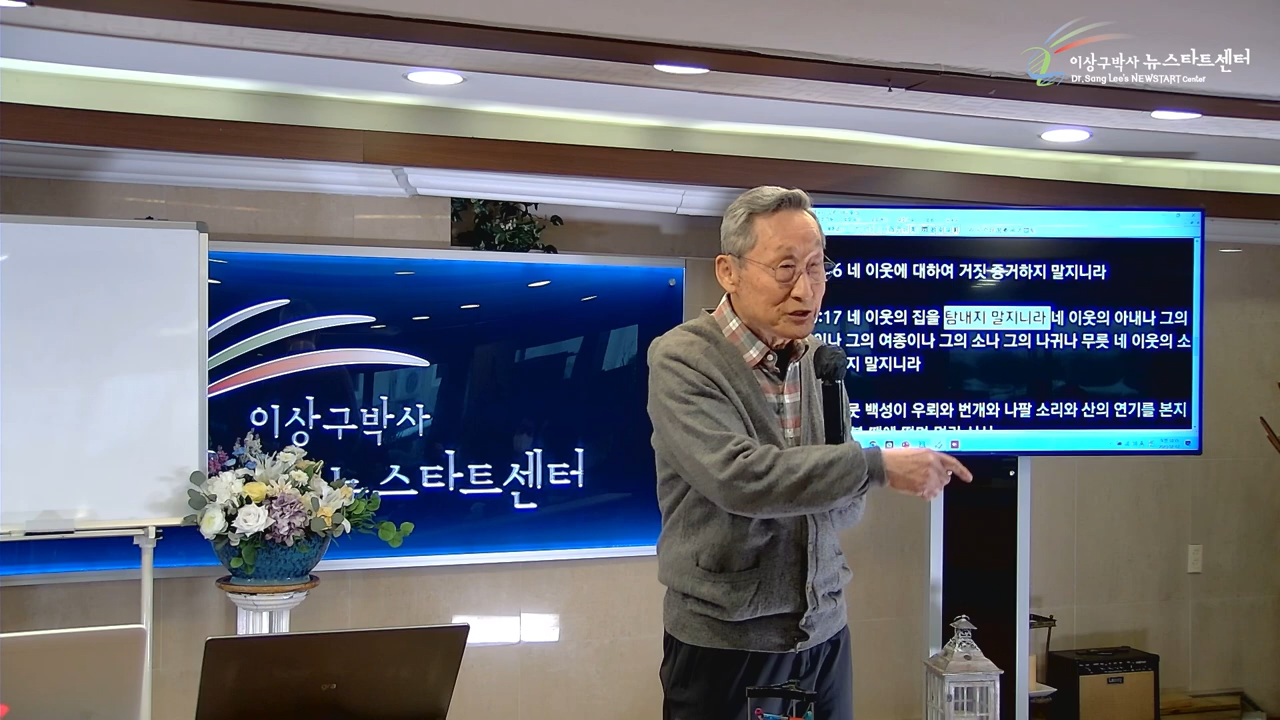 이상구박사 뉴스타트센터
Dr. Sang Lee's NEWSTART Center
6 네 이웃에 대하여 거짓 증거하지 말지니라
:17 네 이웃의 집을 탐내지 말지니라 네 이웃의 아내나 그의
이나 그의 여종이나 그의 소나 그의 나귀나 무릇 네 이웃의 소
지 말지니라
뭇 백성이 우뢰와 번개와 나팔 소리와 산의 연기를 본지
이상구박사
스타트센터
LG